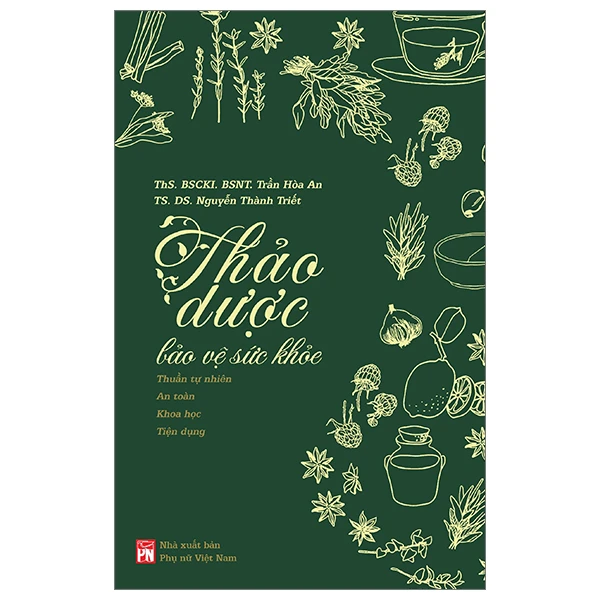 ThS. BSCKI. BSNT. Trần Hòa An
TS. DS. Nguyễn Thành Triết
Thảo
dược
bảo vệ sức khỏe
Thuần tự nhiên
An toàn
Khoa học
Tiện dụng
PN
Nhà xuất bản
Phụ nữ Việt Nam